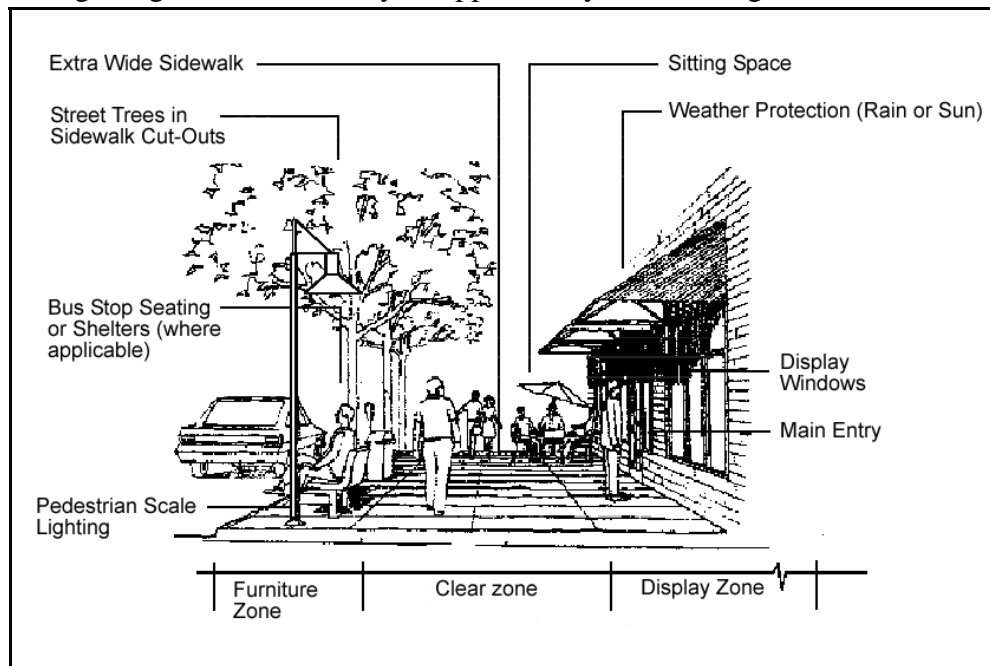 Extra Wide Sidewalk
Sitting Space
Street Trees in
Sidewalk Cut-Outs
Weather Protection (Rain or Sun)
Bus Stop Seating
or Shelters (where
applicable)
Display
Windows
Main Entry
Pedestrian Scale
Lighting
Furniture
Zone
Clear zone
Display Zone